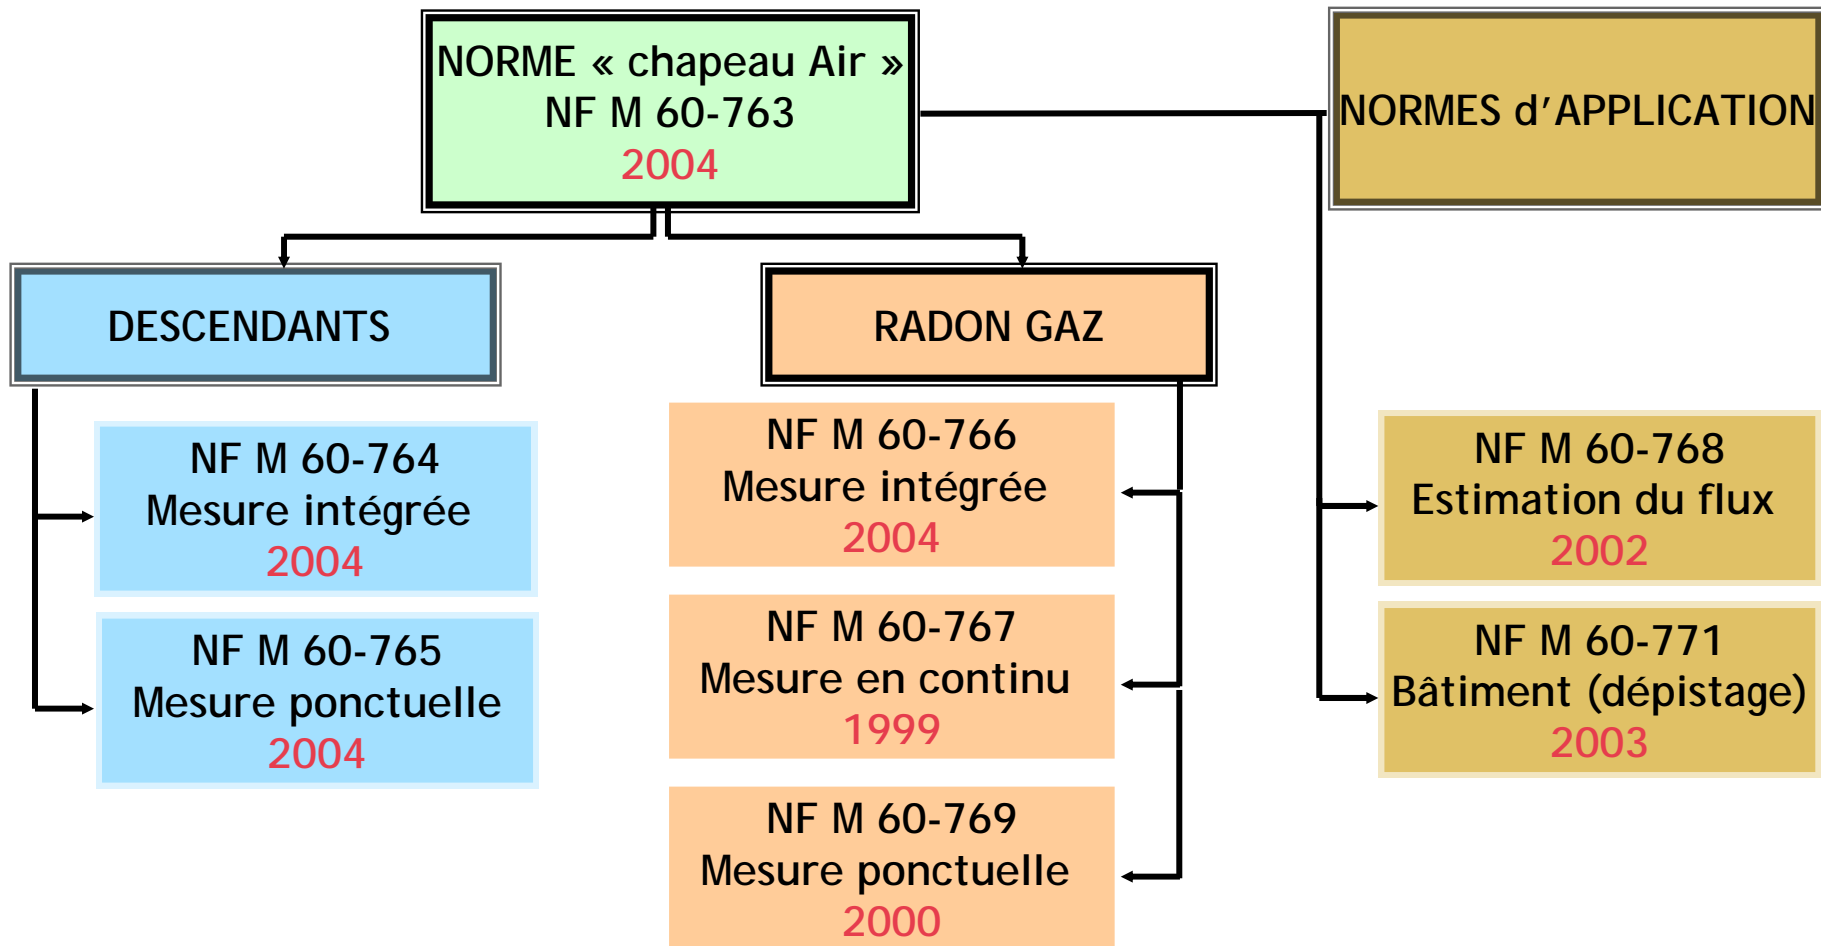 NORME « chapeau Air »
NF M 60-763
2004
NORMES d'APPLICATION
DESCENDANTS
RADON GAZ
NF M 60-764
Mesure intégrée
2004
NF M 60-765
Mesure ponctuelle
2004
NF M 60-766
Mesure intégrée
2004
NF M 60-767
Mesure en continu
1999
NF M 60-769
Mesure ponctuelle
2000
NF M 60-768
Estimation du flux
2002
NF M 60-771
Bâtiment (dépistage)
2003